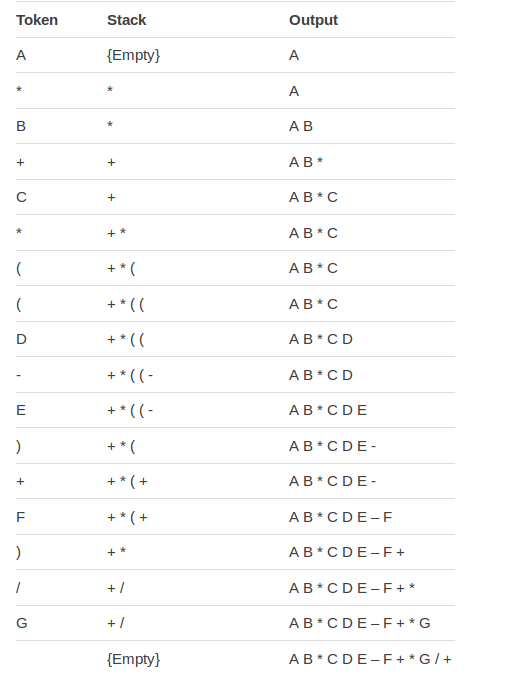 Token Stack Output
A {Empty} A
* * A
B * A B
+ + A B *
C + A B * C
* + * A B * C
( + * ( A B * C
( + * ( ( A B * C
D + * ( ( A B * C D
- + * ( ( - A B * C D
E + * ( ( - A B * C D E
) + * ( A B * C D E -
+ + * ( + A B * C D E -
F + * ( + A B * C D E – F
) + * A B * C D E – F +
/ + / A B * C D E – F + *
G + / A B * C D E – F + * G
{Empty} A B * C D E – F + * G / +